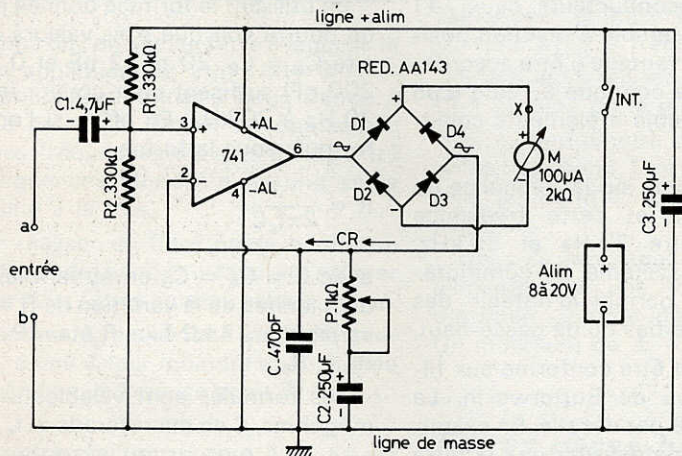 ligne + alim
R1.330kΩ
C1.4,7µF
+
R2.330kΩ
a
entrée
b
3
+
2
-
741
7
+AL
6
4
-AL
RED. AA143
+
D1
D4
D2
D3
-
X
+
M
100µA
2kΩ
-
CR
C.470pF
P.1kΩ
+
C2.250µF
-
INT.
+
-
Alim
8 à 20V
+
C3.250µF
-
ligne de masse